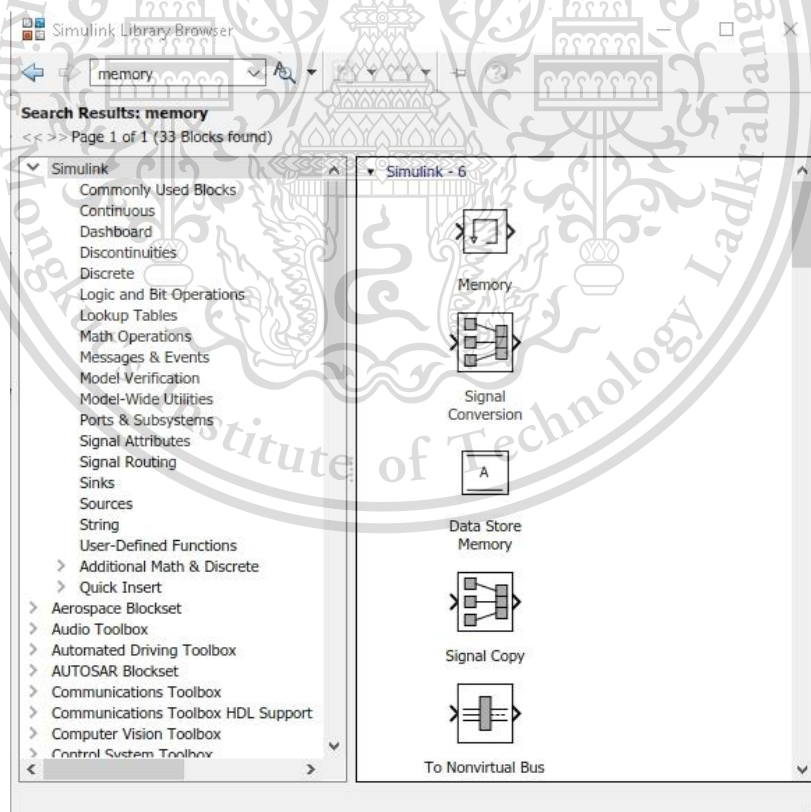 Simulink Library Browser
memory
Search Results: memory
<< >> Page 1 of 1 (33 Blocks found)
Simulink
Commonly Used Blocks
Continuous
Dashboard
Discontinuities
Discrete
Logic and Bit Operations
Lookup Tables
Math Operations
Messages & Events
Model Verification
Model-Wide Utilities
Ports & Subsystems
Signal Attributes
Signal Routing
Sinks
Sources
String
User-Defined Functions
Additional Math & Discrete
Quick Insert
Aerospace Blockset
Audio Toolbox
Automated Driving Toolbox
AUTOSAR Blockset
Communications Toolbox
Communications Toolbox HDL Support
Computer Vision Toolbox
Control System Toolbox
Simulink - 6
Memory
Signal
Conversion
A
Data Store
Memory
Signal Copy
To Nonvirtual Bus
Institute of Technology Ladkrabang